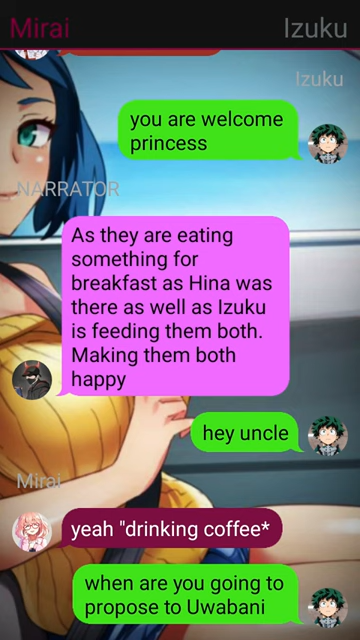 Mirai Izuku
Izuku
you are welcome
princess
NARRATOR
As they are eating
something for
breakfast as Hina was
there as well as Izuku
is feeding them both.
Making them both
happy
hey uncle
Mirai
yeah "drinking coffee*
when are you going to
propose to Uwabani